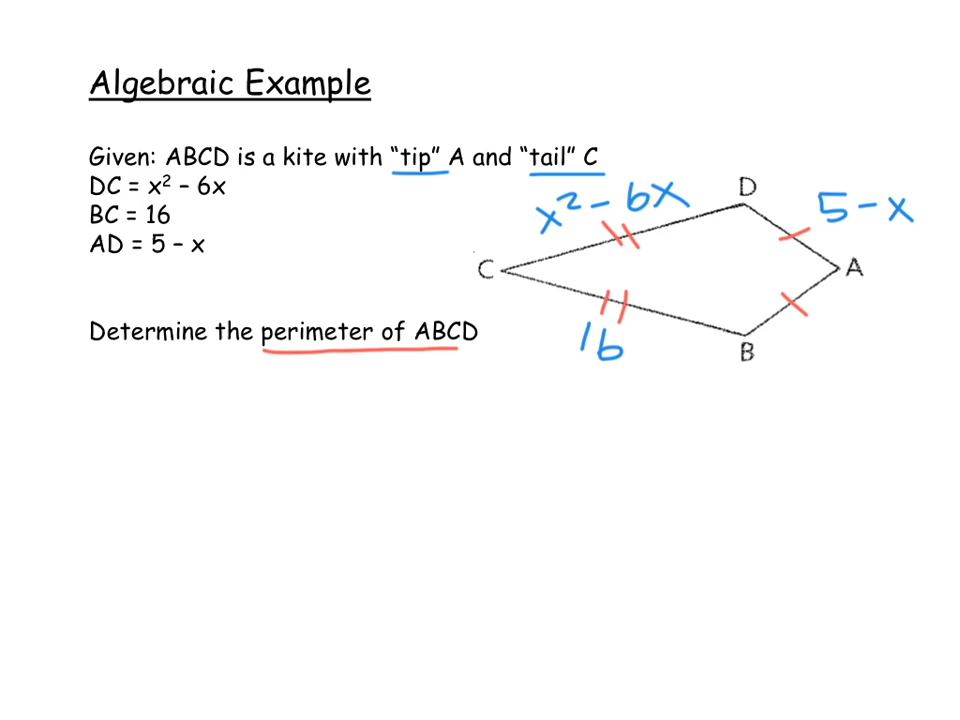 Algebraic Example
Given: ABCD is a kite with “tip” A and “tail” C
DC = x² – 6x
BC = 16
AD = 5 – x
Determine the perimeter of ABCD
x² – 6x
D
5 – x
C
A
16
B